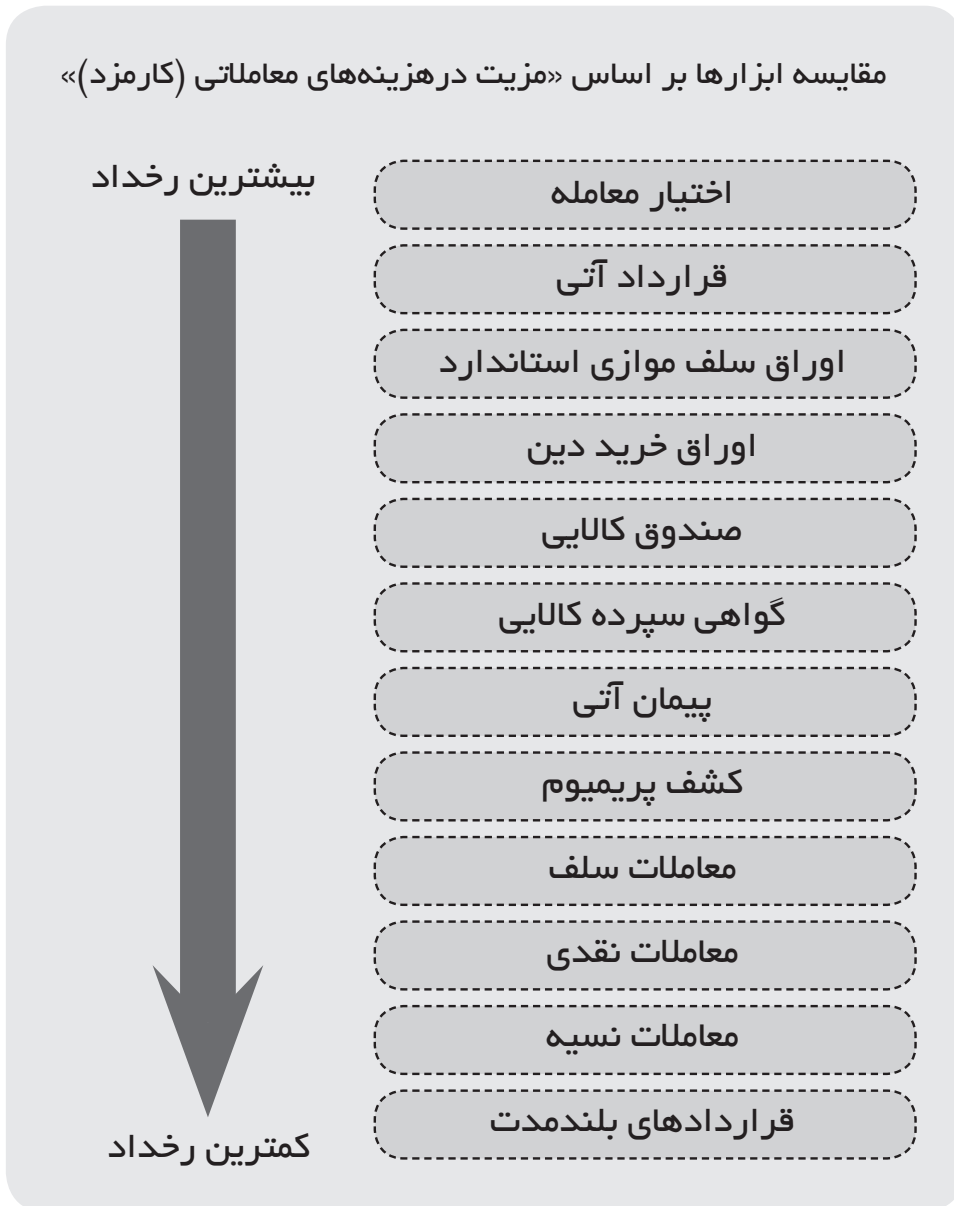 مقایسه ابزارها بر اساس «مزیت درهزینه‌های معاملاتی (کارمزد)»
بیشترین رخداد
اختیار معامله
قرارداد آتی
اوراق سلف موازی استاندارد
اوراق خرید دین
صندوق کالایی
گواهی سپرده کالایی
پیمان آتی
کشف پریمیوم
معاملات سلف
معاملات نقدی
معاملات نسیه
قراردادهای بلندمدت
کمترین رخداد